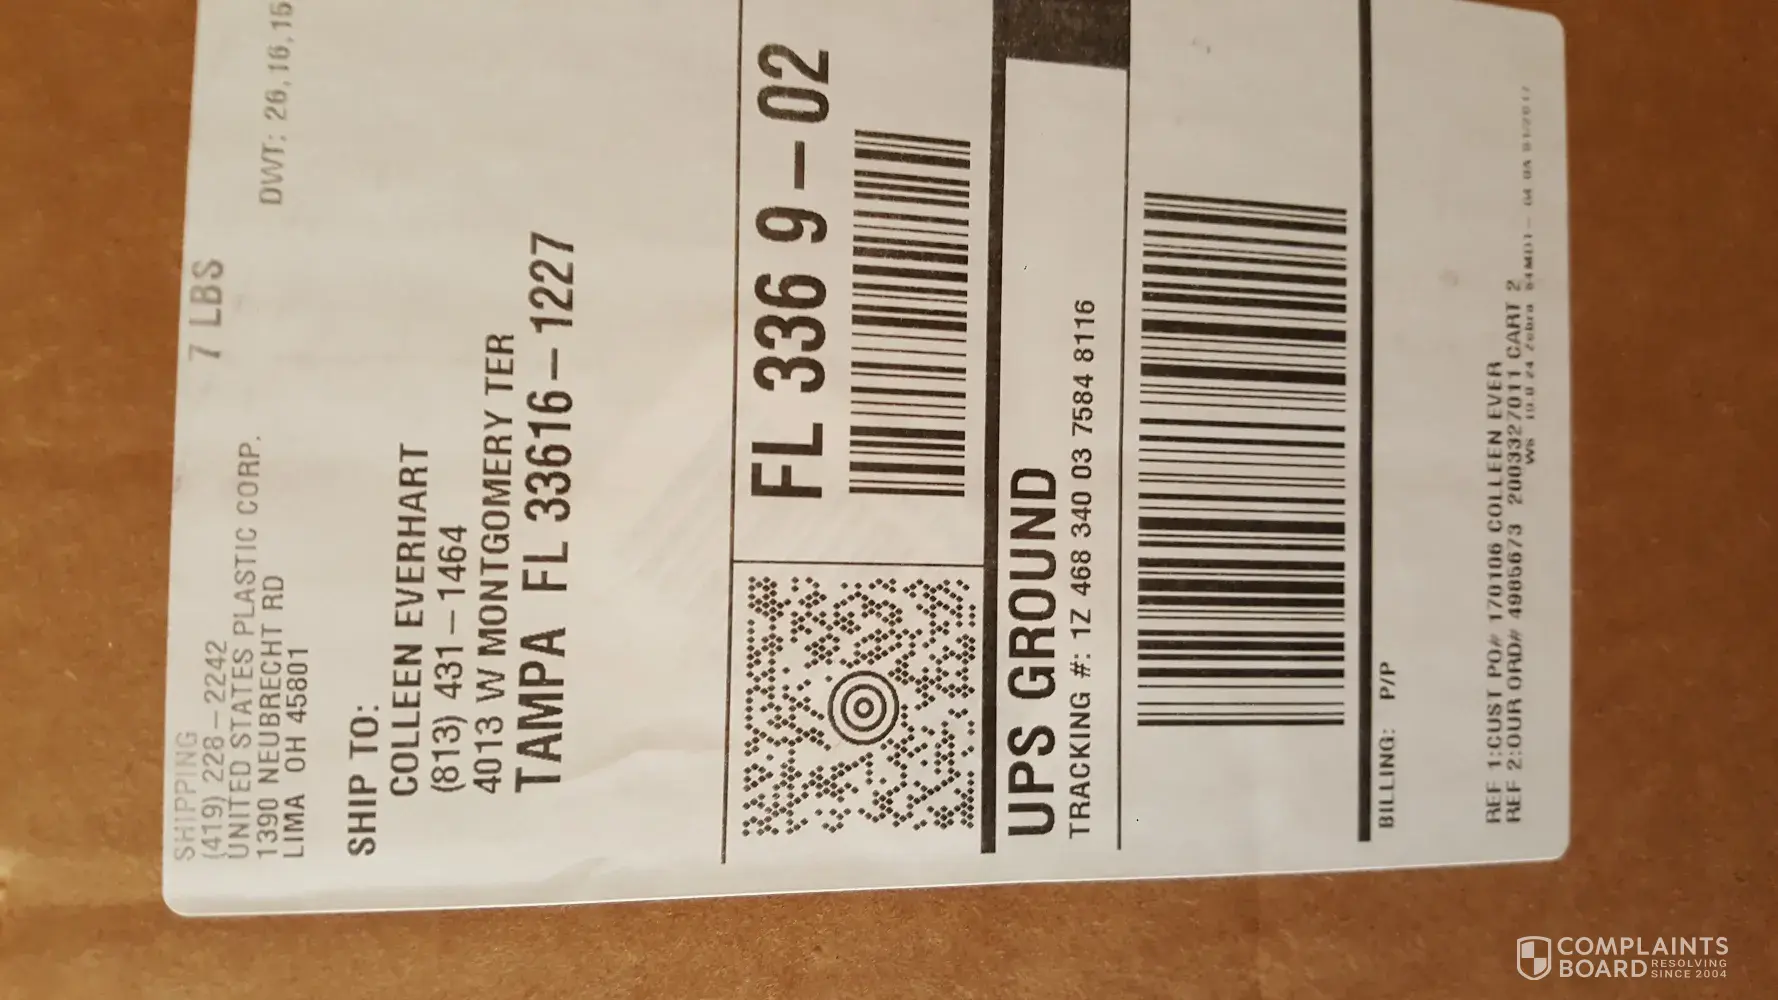 SHIPPING
(419) 228-2242
UNITED STATES PLASTIC CORP.
1390 NEUBRECHT RD
LIMA OH 45801
7 LBS
DWT: 26,16,16
SHIP TO:
COLLEEN EVERHART
(813) 431-1464
4013 W MONTGOMERY TER
TAMPA FL 33616-1227
FL 336 9-02
UPS GROUND
TRACKING #: 1Z 468 340 03 7584 8116
BILLING: P/P
REF 1:CUST PO# 170106 COLLEEN EVER
REF 2:OUR ORD# 4985673 2003327011 CART 2
Zebra
COMPLAINTS
BOARD RESOLVING
SINCE 2004